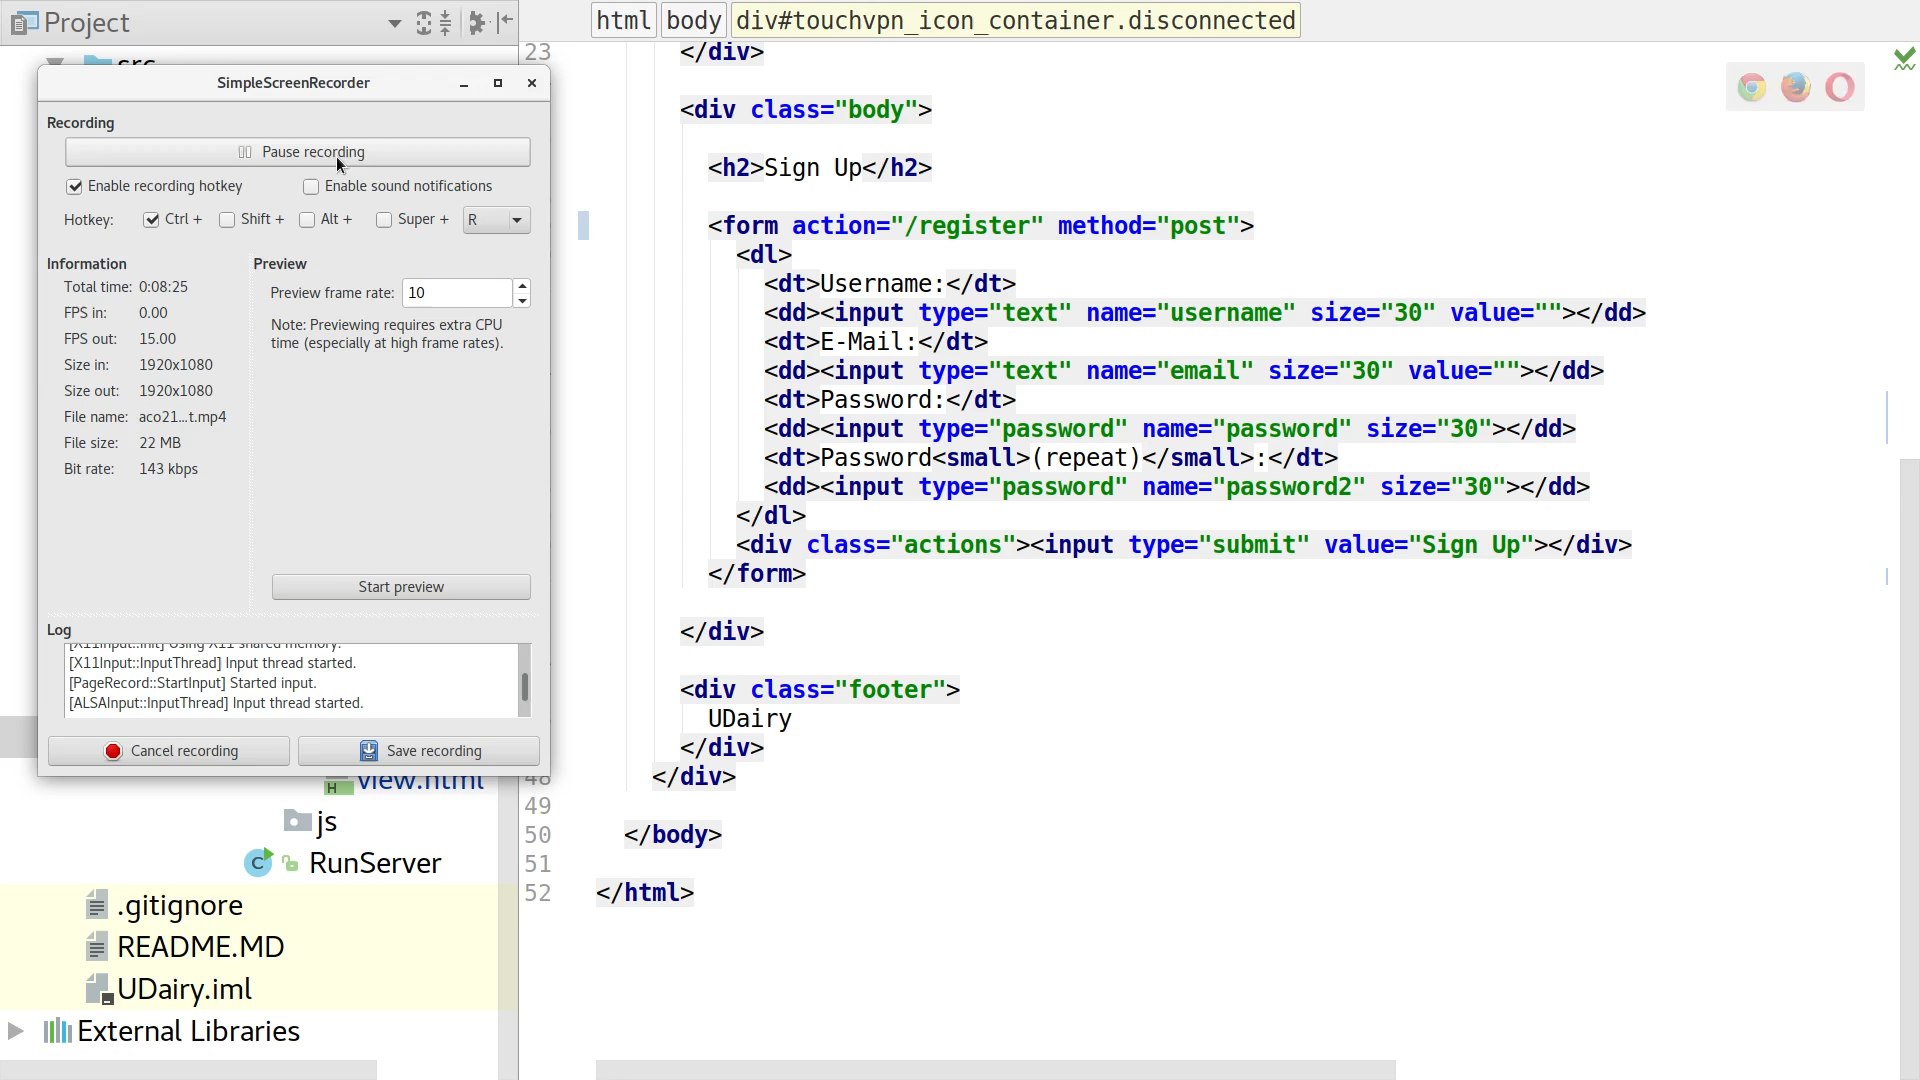 Project
html body div#touchvpn_icon_container.disconnected
src
SimpleScreenRecorder
Recording
Pause recording
Enable recording hotkey
Enable sound notifications
Hotkey: Ctrl + Shift + Alt + Super + R
Information
Total time: 0:08:25
FPS in: 0.00
FPS out: 15.00
Size in: 1920x1080
Size out: 1920x1080
File name: aco21...t.mp4
File size: 22 MB
Bit rate: 143 kbps
Preview
Preview frame rate: 10
Note: Previewing requires extra CPU
time (especially at high frame rates).
Start preview
Log
[X11Input::Init] Using X11 shared memory.
[X11Input::InputThread] Input thread started.
[PageRecord::StartInput] Started input.
[ALSAInput::InputThread] Input thread started.
Cancel recording
Save recording
view.html
js
RunServer
.gitignore
README.MD
UDairy.iml
External Libraries
23 </div>
<div class="body">
<h2>Sign Up</h2>
<form action="/register" method="post">
<dl>
<dt>Username:</dt>
<dd><input type="text" name="username" size="30" value=""></dd>
<dt>E-Mail:</dt>
<dd><input type="text" name="email" size="30" value=""></dd>
<dt>Password:</dt>
<dd><input type="password" name="password" size="30"></dd>
<dt>Password<small>(repeat)</small>:</dt>
<dd><input type="password" name="password2" size="30"></dd>
</dl>
<div class="actions"><input type="submit" value="Sign Up"></div>
</form>
</div>
<div class="footer">
UDairy
</div>
48 </div>
49
50 </body>
51
52 </html>